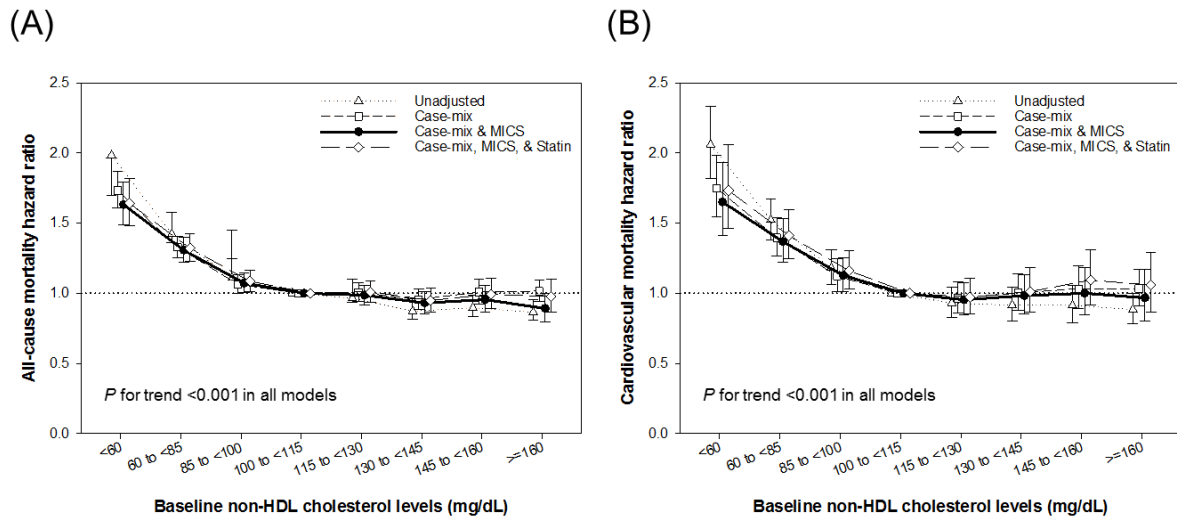 (A)
All-cause mortality hazard ratio
2.5
2.0
1.5
1.0
0.5
0.0
Unadjusted
Case-mix
Case-mix & MICS
Case-mix, MICS, & Statin
P for trend <0.001 in all models
<60
60 to <85
85 to <100
100 to <115
115 to <130
130 to <145
145 to <160
>=160
Baseline non-HDL cholesterol levels (mg/dL)
(B)
Cardiovascular mortality hazard ratio
2.5
2.0
1.5
1.0
0.5
0.0
Unadjusted
Case-mix
Case-mix & MICS
Case-mix, MICS, & Statin
P for trend <0.001 in all models
<60
60 to <85
85 to <100
100 to <115
115 to <130
130 to <145
145 to <160
>=160
Baseline non-HDL cholesterol levels (mg/dL)